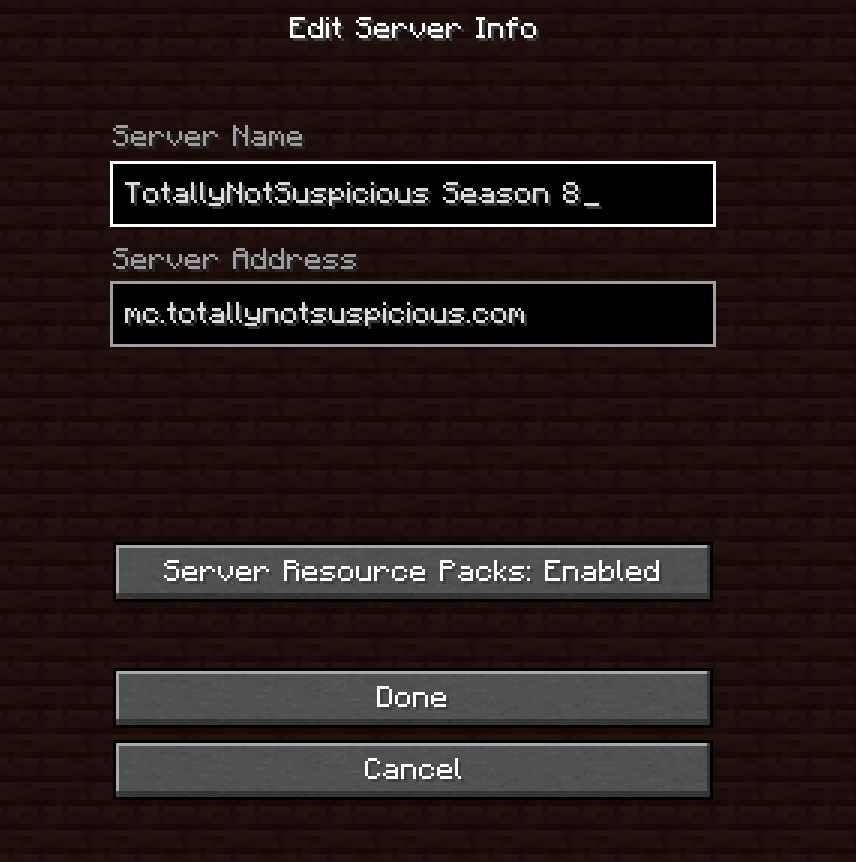 Edit Server Info
Server Name
TotallyNotSuspicious Season 8_
Server Address
mc.totallynotsuspicious.com
Server Resource Packs: Enabled
Done
Cancel